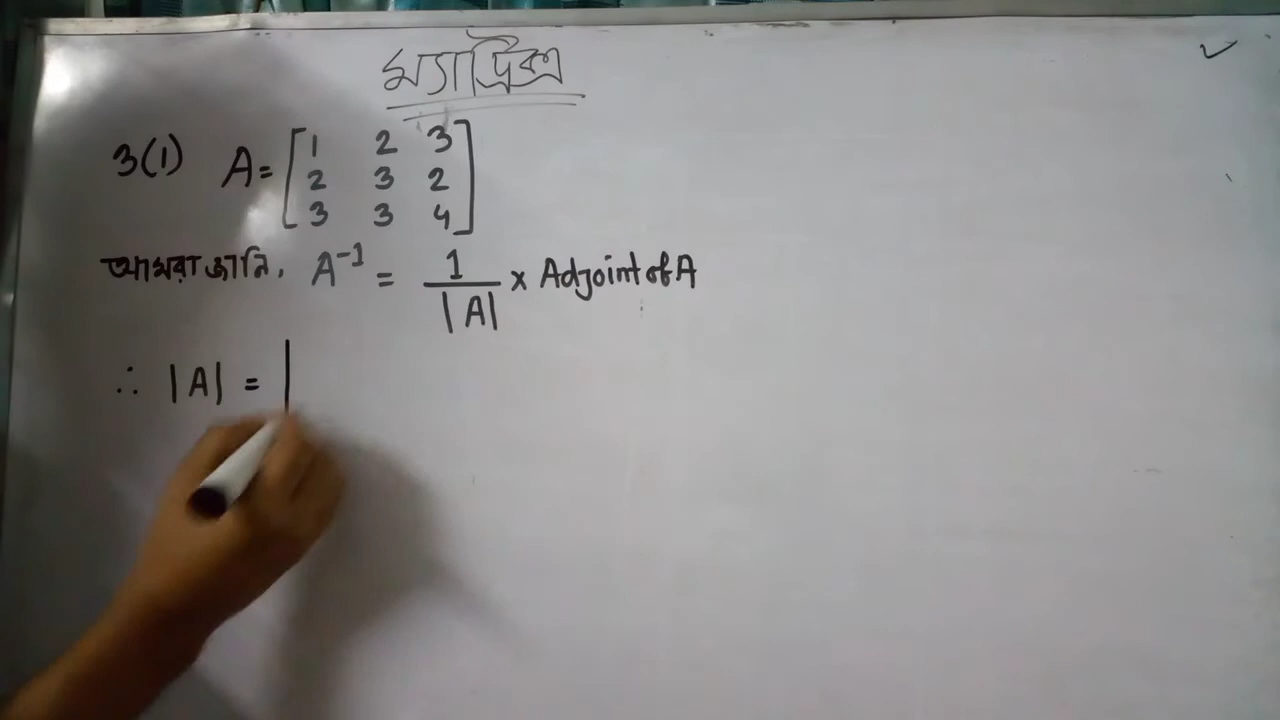 ম্যাট্রিক্স
3(1) A = [1 2 3
2 3 2
3 3 4]
আমরা জানি, A⁻¹ = 1/|A| × Adjoint of A
∴ |A| = |